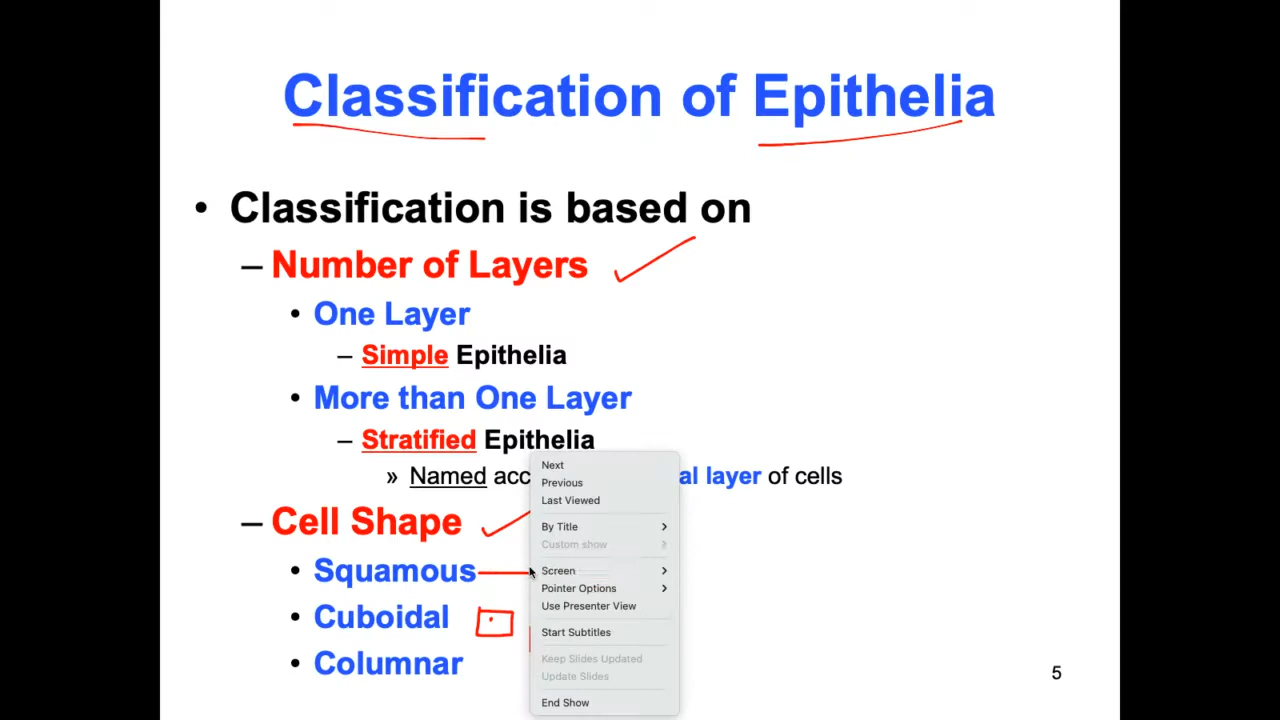 Classification of Epithelia
• Classification is based on
– Number of Layers
• One Layer
– Simple Epithelia
• More than One Layer
– Stratified Epithelia
» Named acc al layer of cells
– Cell Shape
• Squamous
• Cuboidal
• Columnar
Next
Previous
Last Viewed
By Title
Custom show
Screen
Pointer Options
Use Presenter View
Start Subtitles
Keep Slides Updated
Update Slides
End Show
5